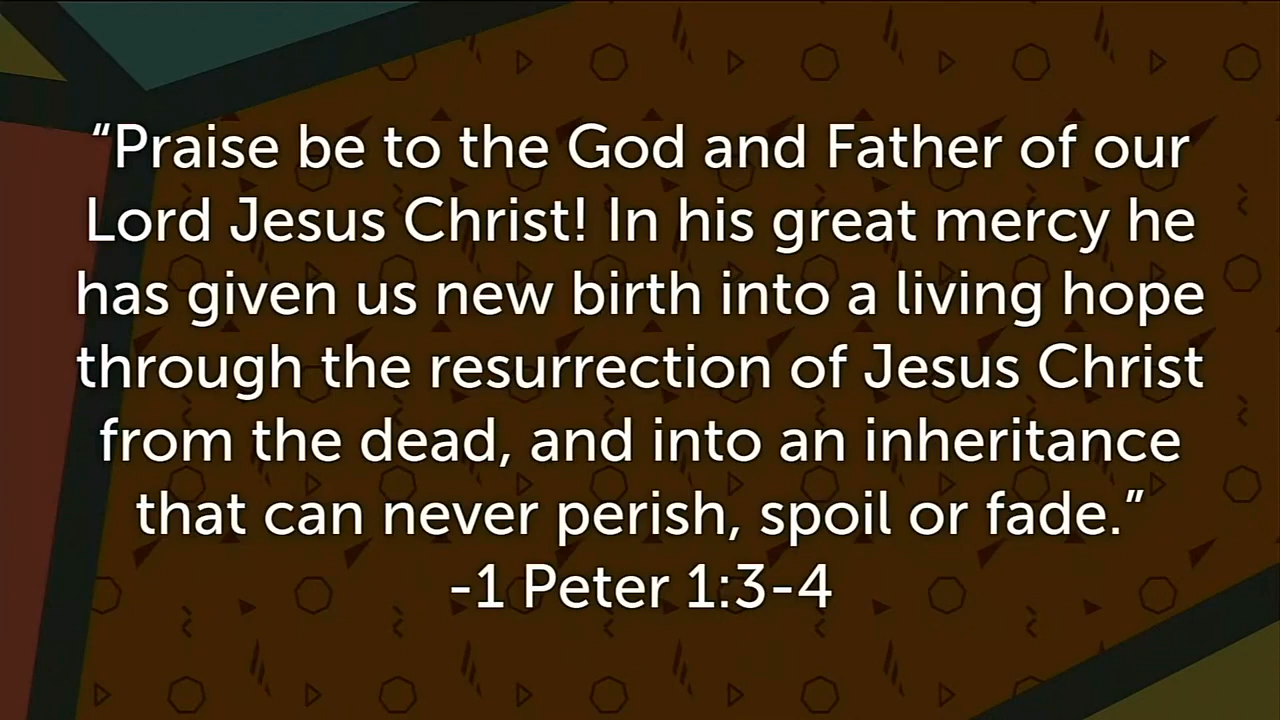 “Praise be to the God and Father of our
Lord Jesus Christ! In his great mercy he
has given us new birth into a living hope
through the resurrection of Jesus Christ
from the dead, and into an inheritance
that can never perish, spoil or fade.”
-1 Peter 1:3-4